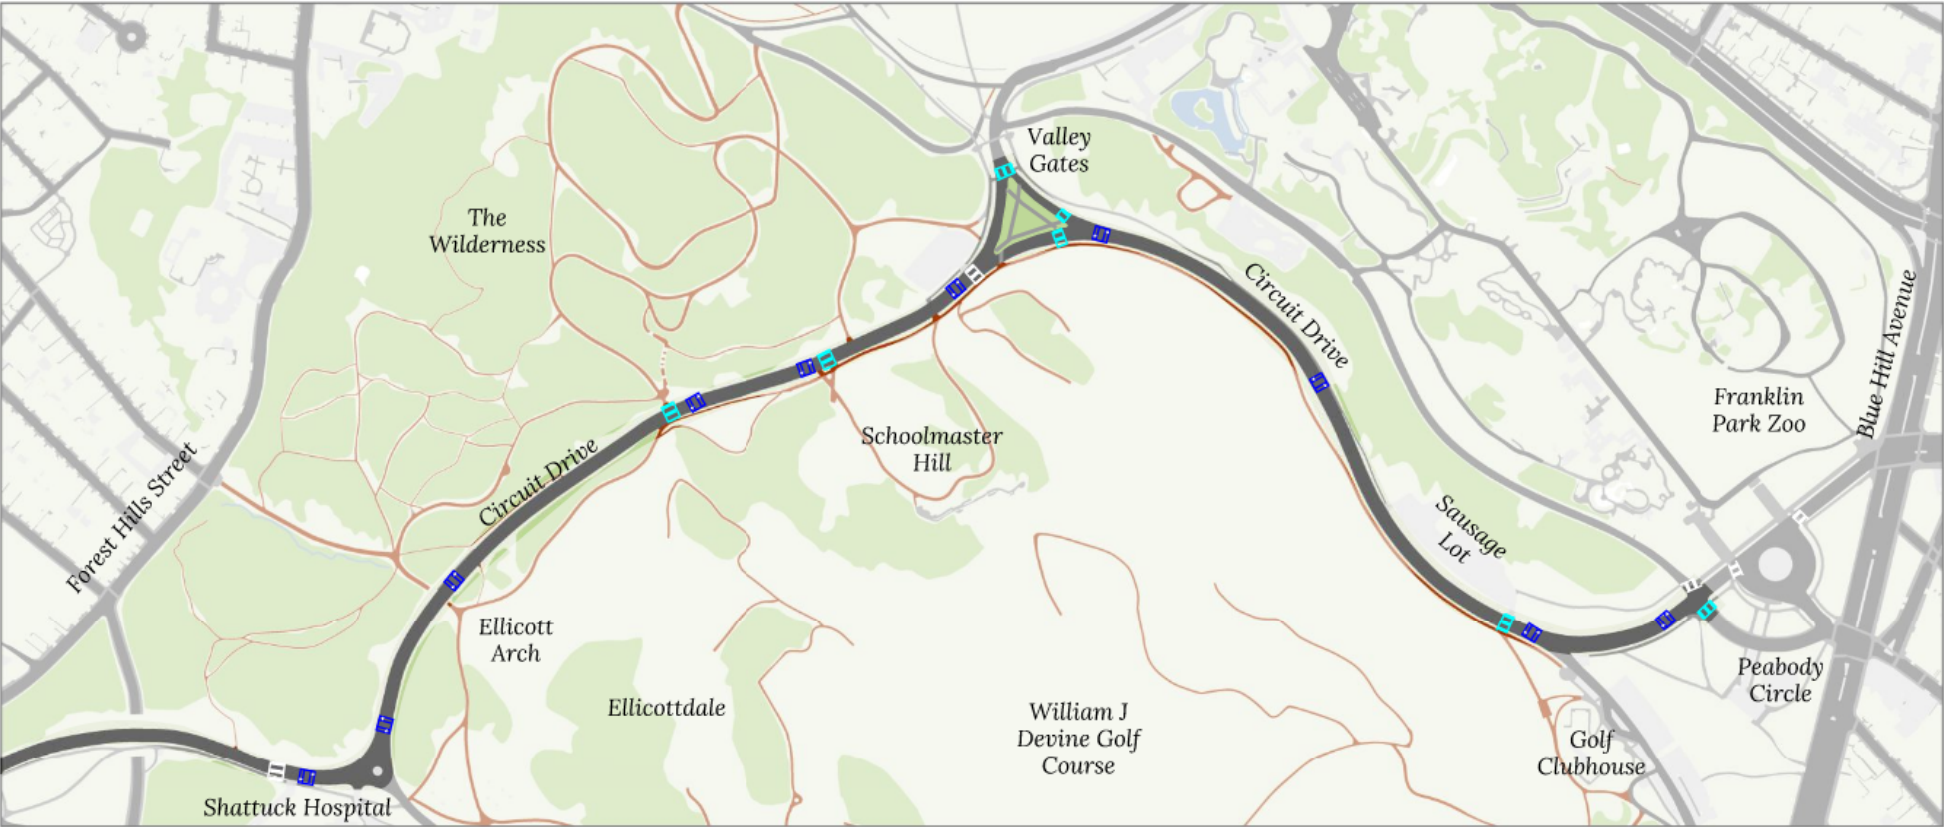 Valley
Gates
The
Wilderness
Circuit Drive
Blue Hill Avenue
Franklin
Park Zoo
Schoolmaster
Hill
Circuit Drive
Forest Hills Street
Sausage
Lot
Ellicott
Arch
Peabody
Circle
Ellicottdale
William J
Devine Golf
Course
Golf
Clubhouse
Shattuck Hospital